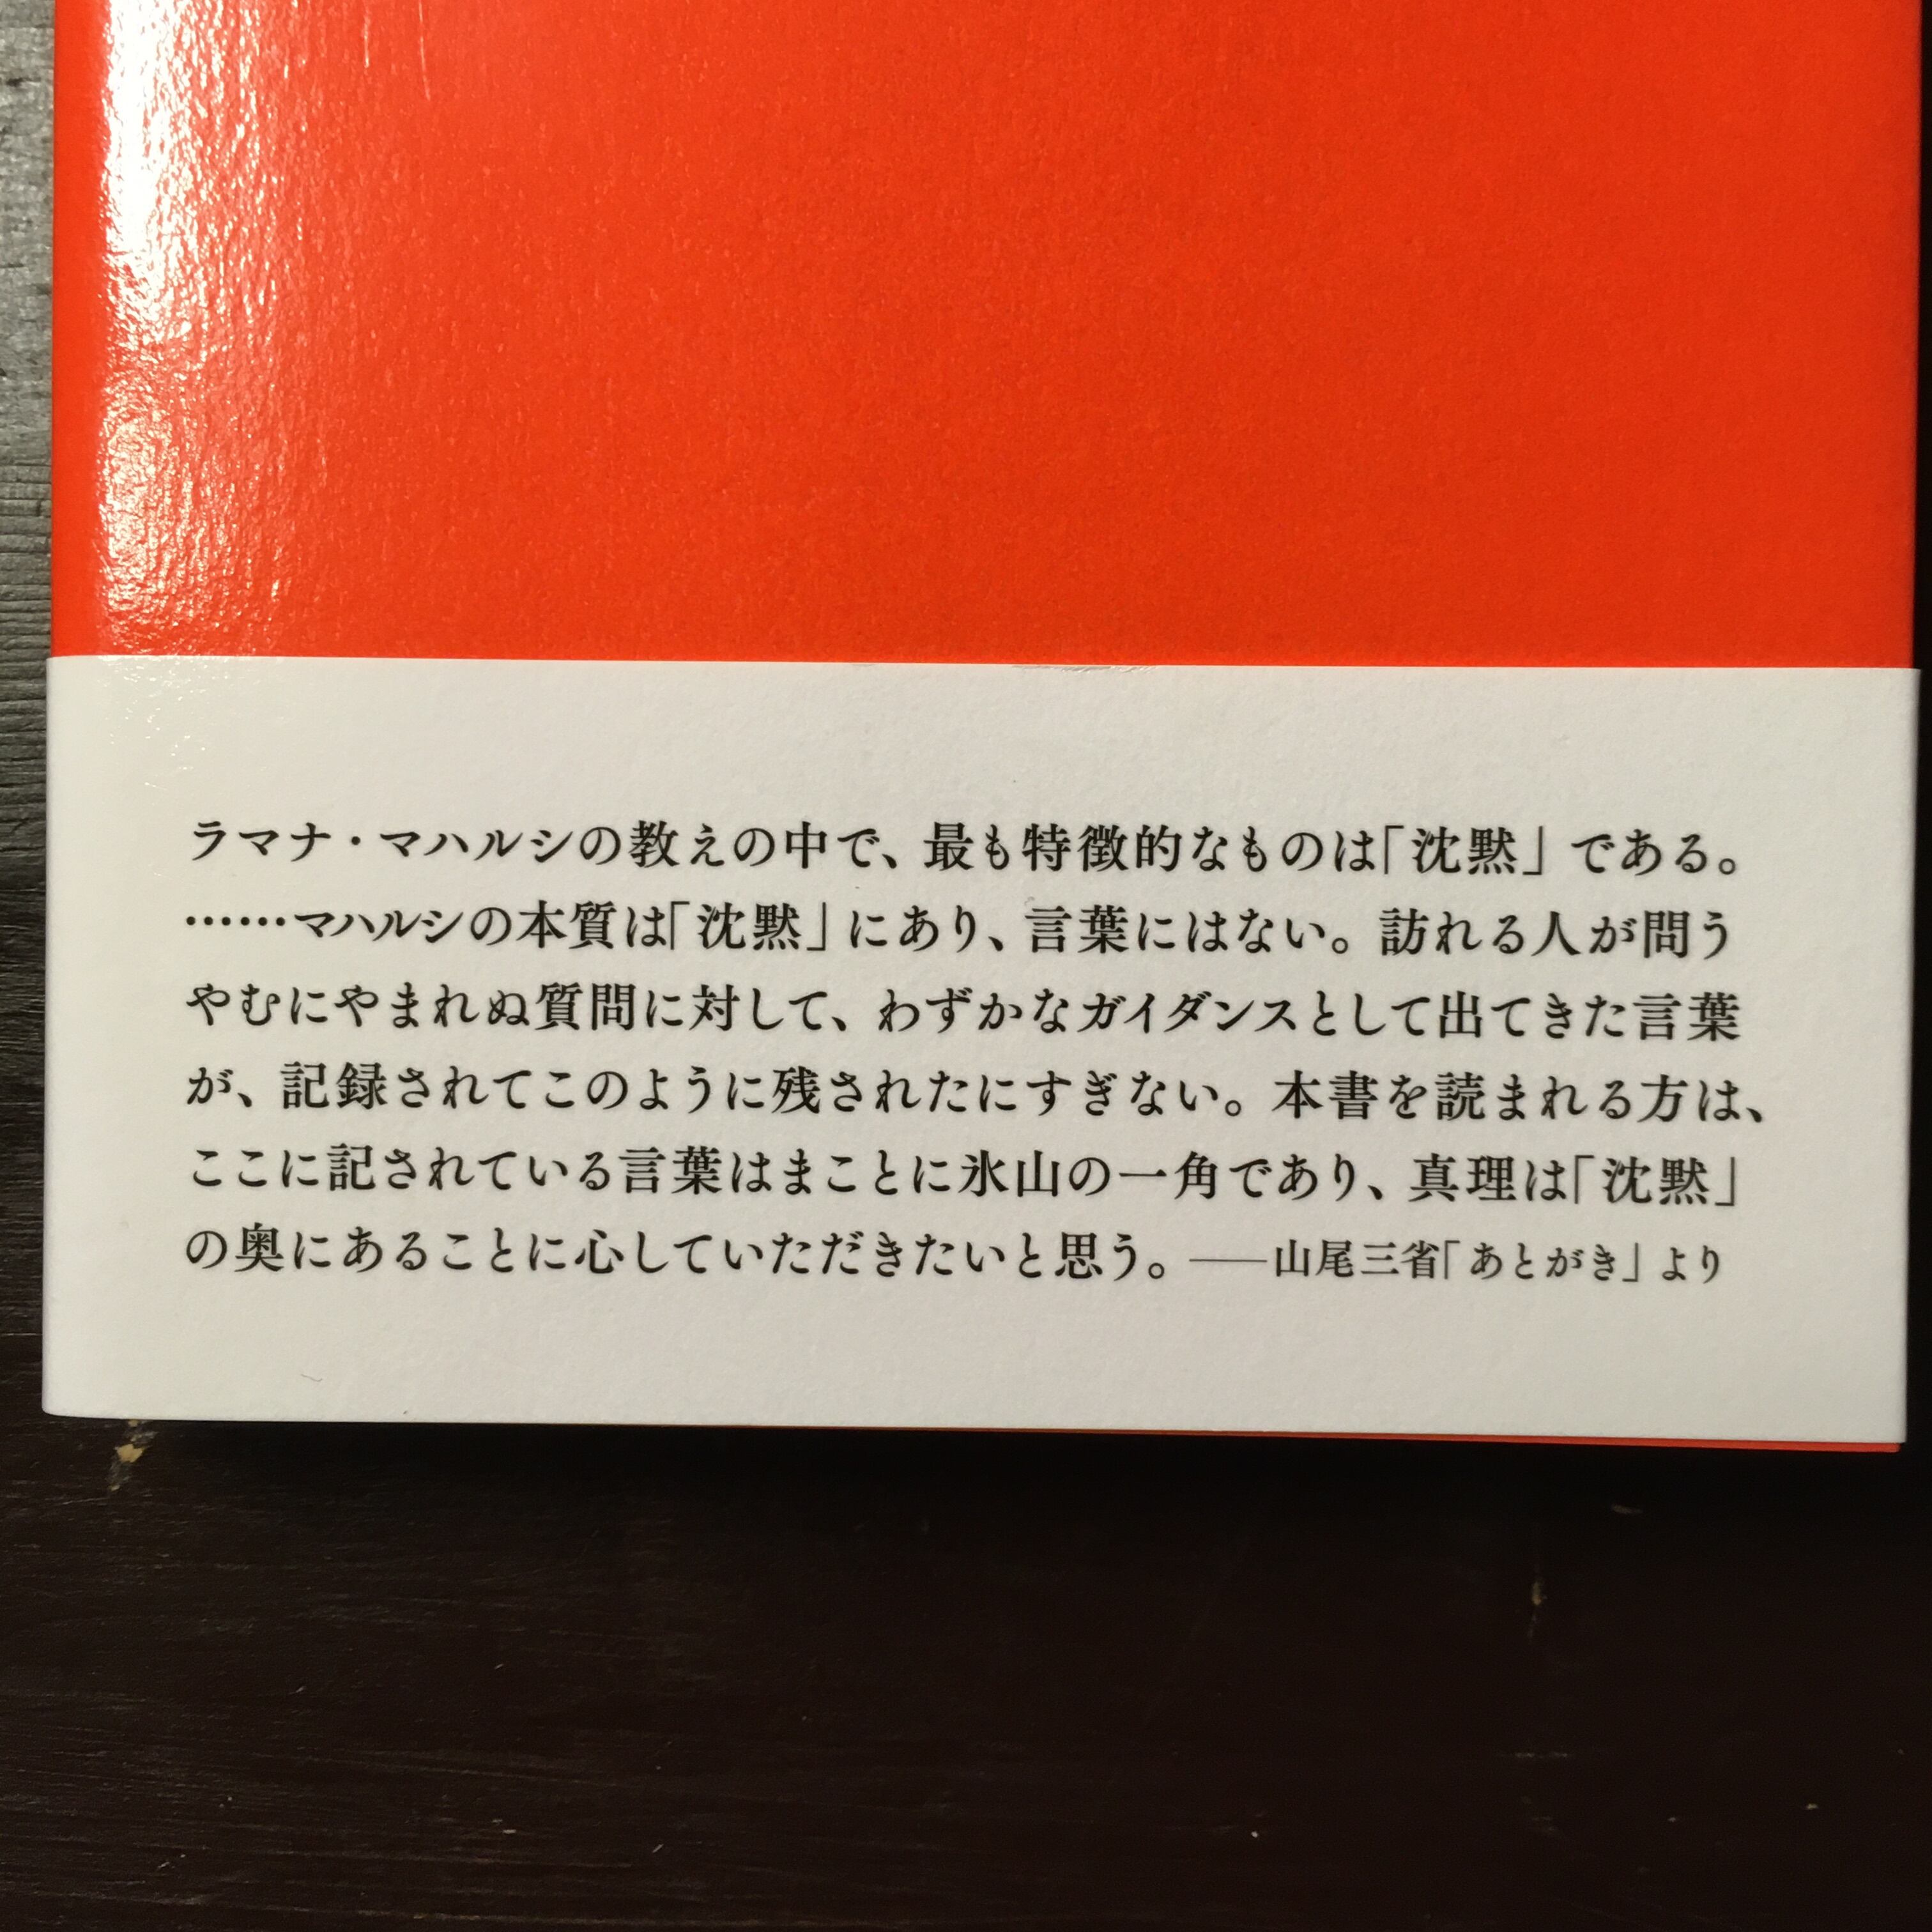 ラマナ・マハルシの教えの中で、最も特徴的なものは「沈黙」である。
……マハルシの本質は「沈黙」にあり、言葉にはない。訪れる人が問う
やむにやまれぬ質問に対して、わずかなガイダンスとして出てきた言葉
が、記録されてこのように残されたにすぎない。本書を読まれる方は、
ここに記されている言葉はまことに氷山の一角であり、真理は「沈黙」
の奥にあることに心していただきたいと思う。──山尾三省「あとがき」より